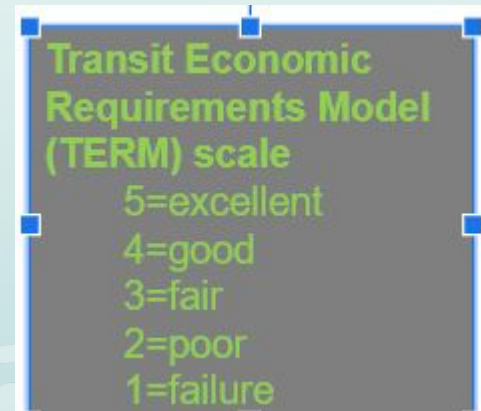 Transit Economic
Requirements Model
(TERM) scale
5=excellent
4=good
3=fair
2=poor
1=failure